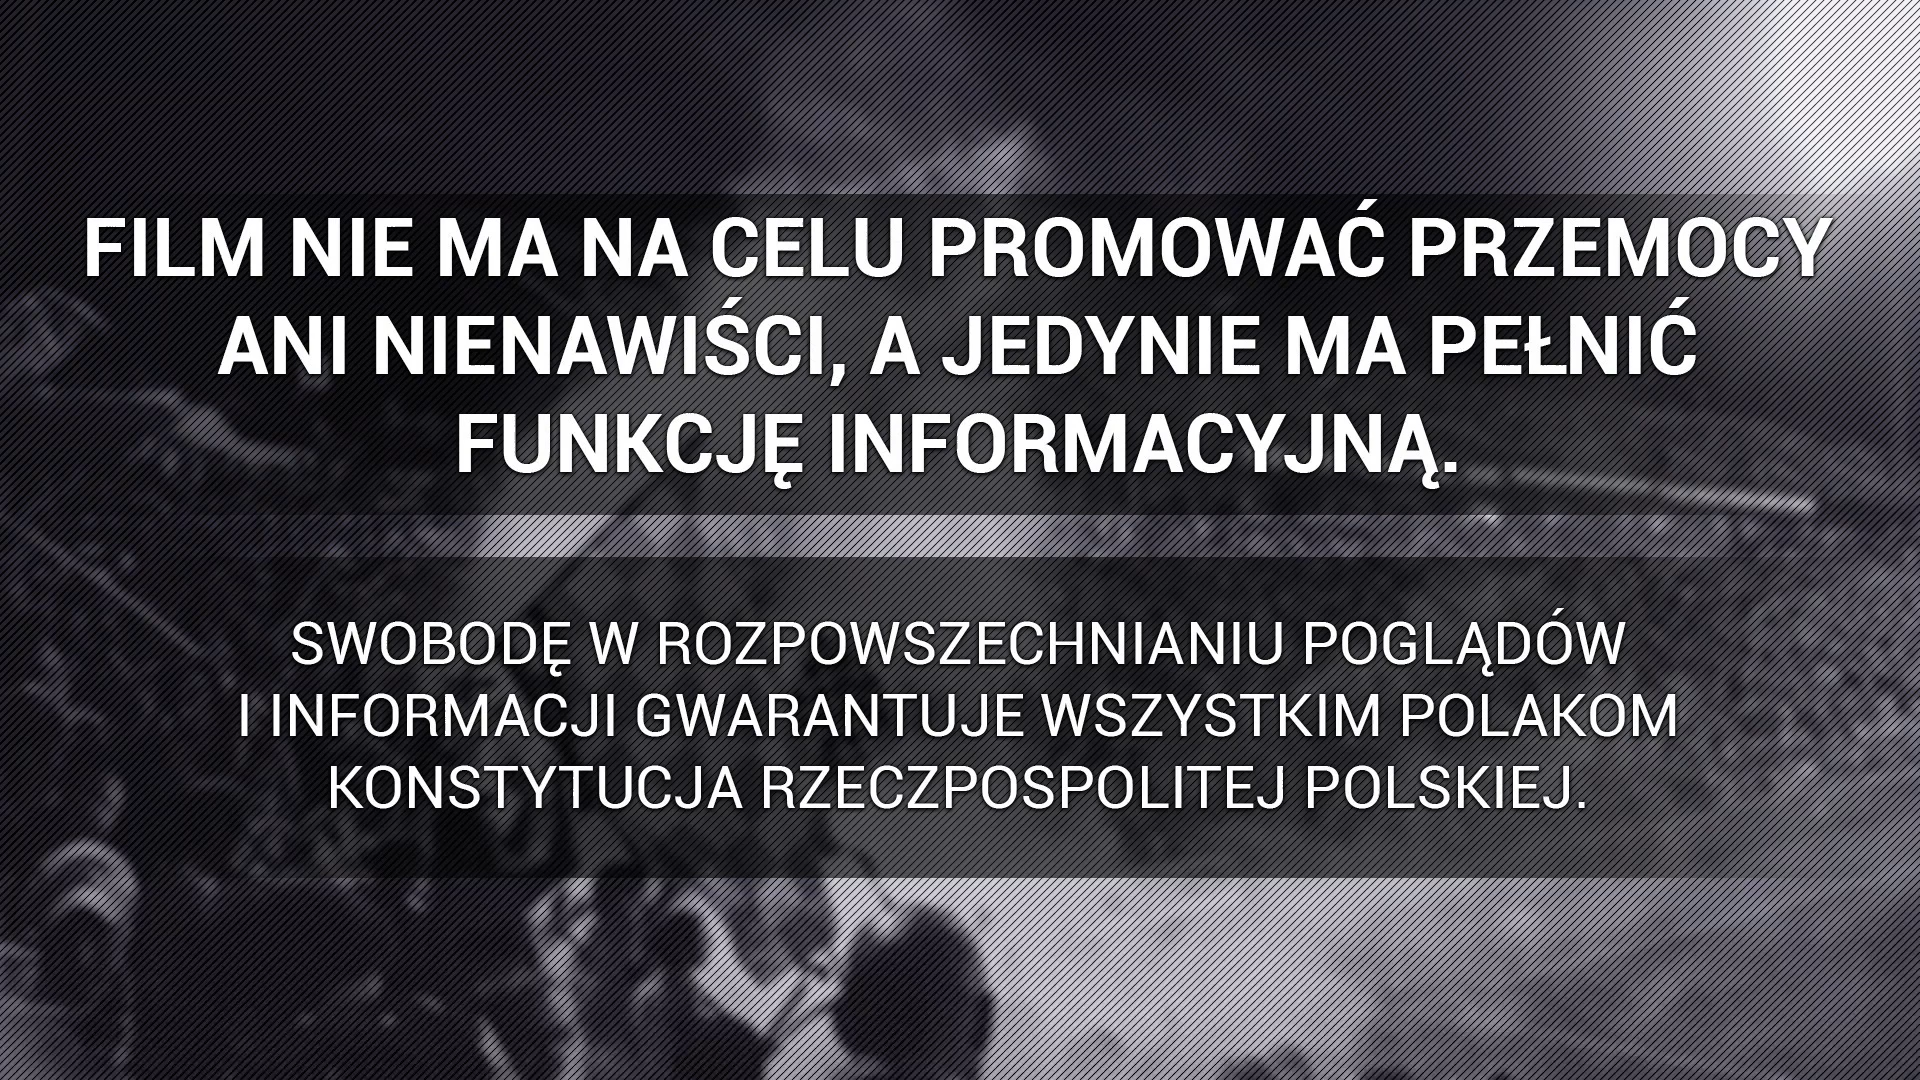 FILM NIE MA NA CELU PROMOWAĆ PRZEMOCY
ANI NIENAWIŚCI, A JEDYNIE MA PEŁNIĆ
FUNKCJĘ INFORMACYJNĄ.
SWOBODĘ W ROZPOWSZECHNIANIU POGLĄDÓW
I INFORMACJI GWARANTUJE WSZYSTKIM POLAKOM
KONSTYTUCJA RZECZPOSPOLITEJ POLSKIEJ.